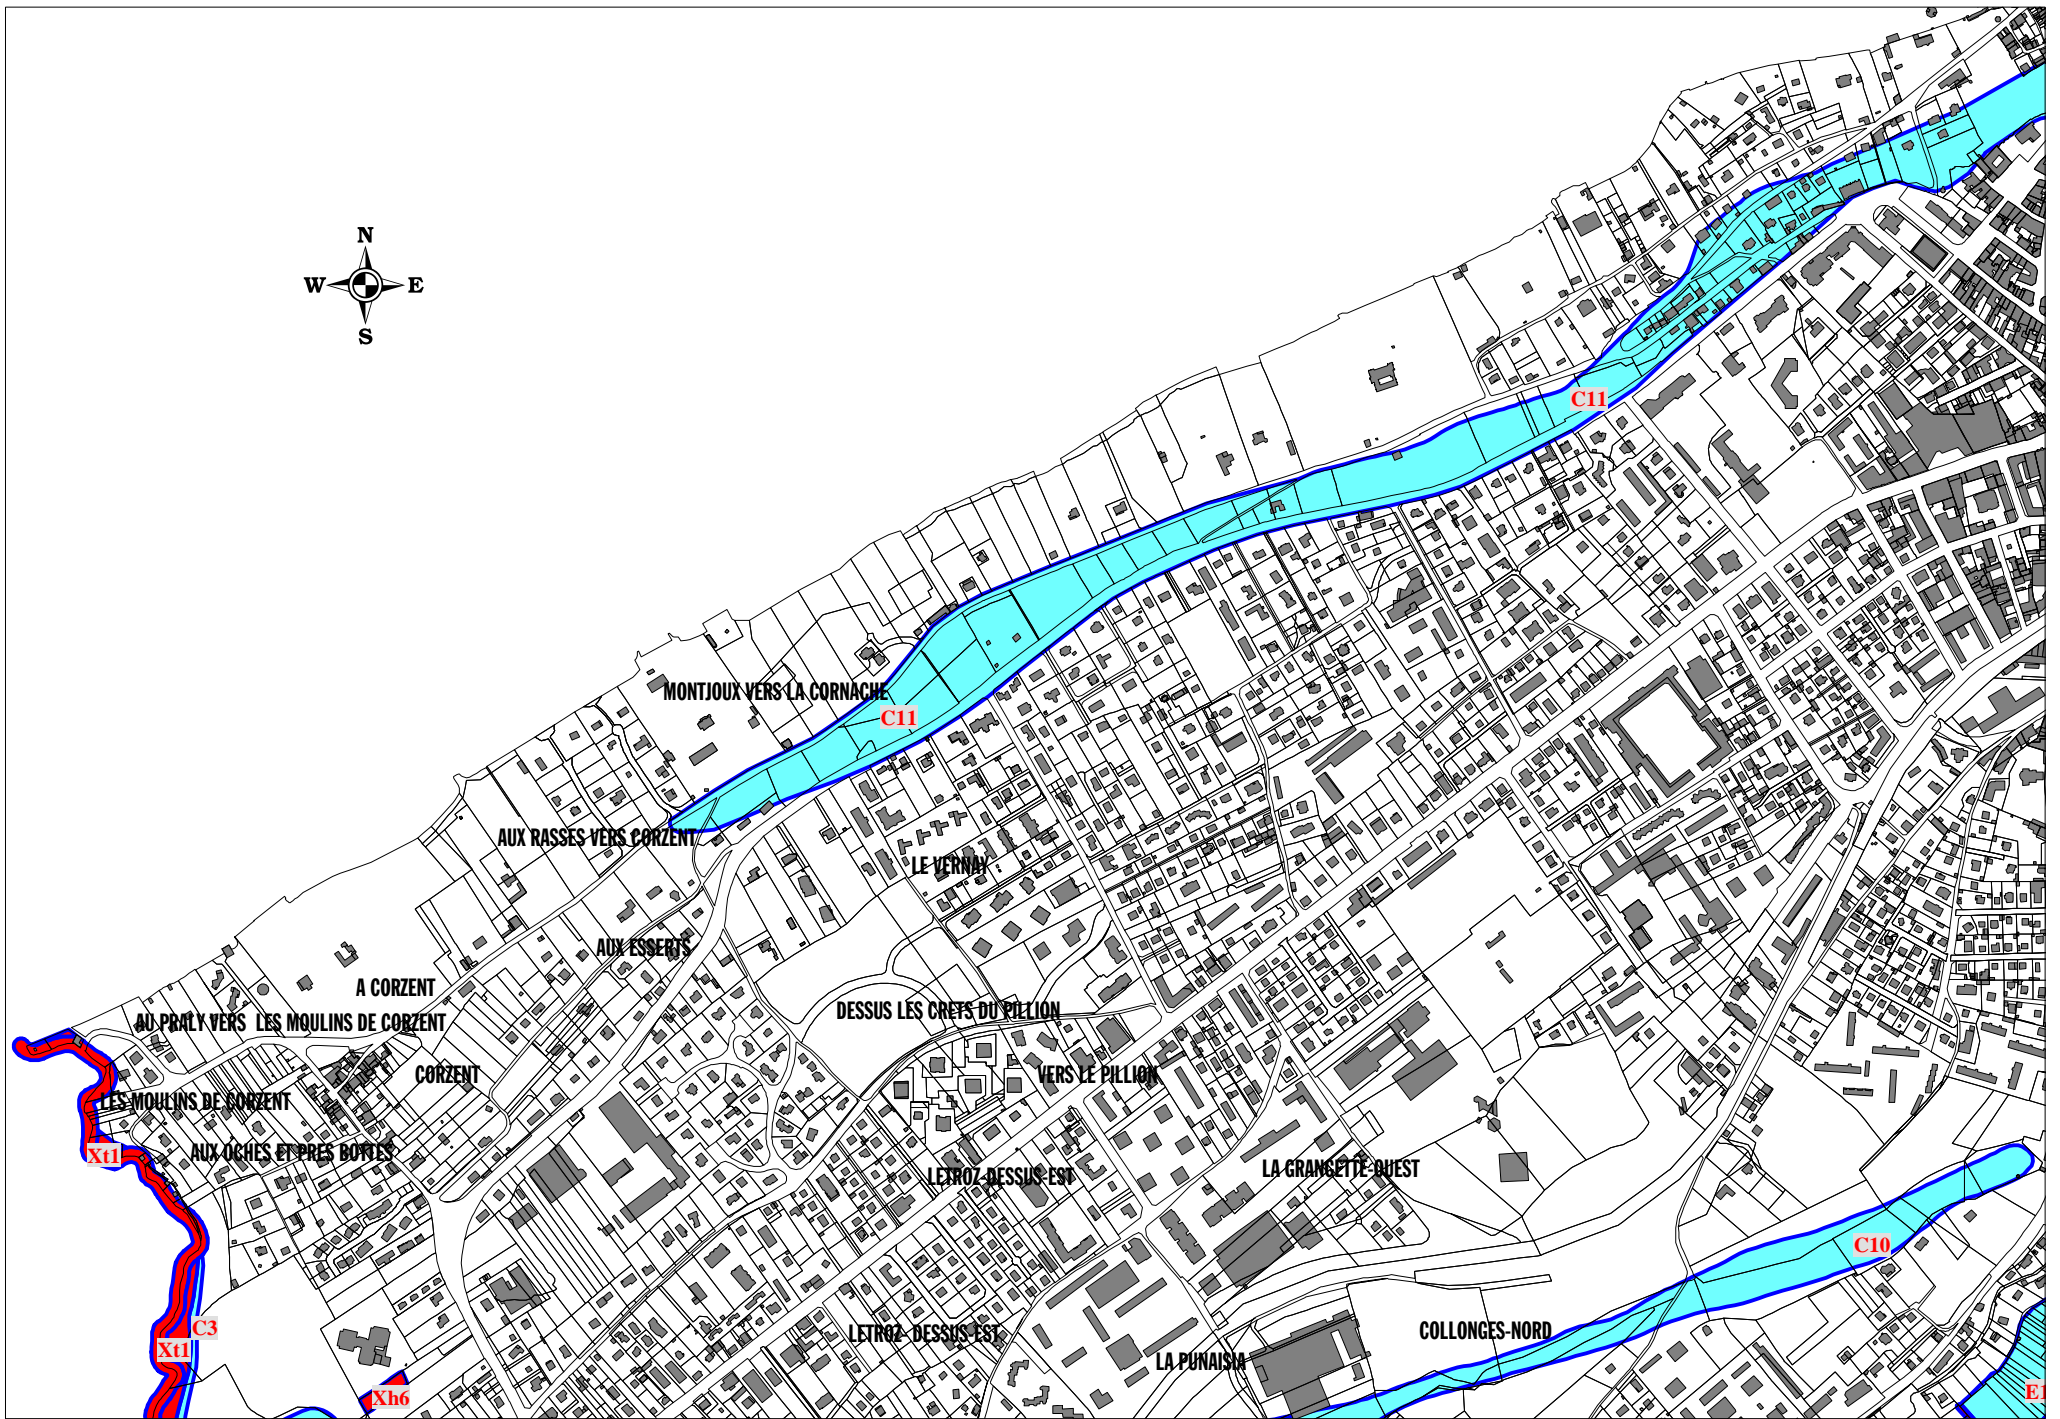 N
W E
S
C11
MONTJOUX VERS LA CORNACHE
C11
AUX RASSES VERS CORZENT
LE VERNAY
AUX ESSERTS
A CORZENT
DESSUS LES CRETS DU PILLION
AU PRALY VERS LES MOULINS DE CORZENT
CORZENT
VERS LE PILLION
LES MOULINS DE CORZENT
Xt1
AUX OCHES ET PRES BOTTES
LETROZ-DESSUS-EST
LA GRANGETTE-OUEST
C10
C3
LETROZ- DESSUS-EST
COLLONGES-NORD
Xt1
LA PUNAISIA
Xh6
E1